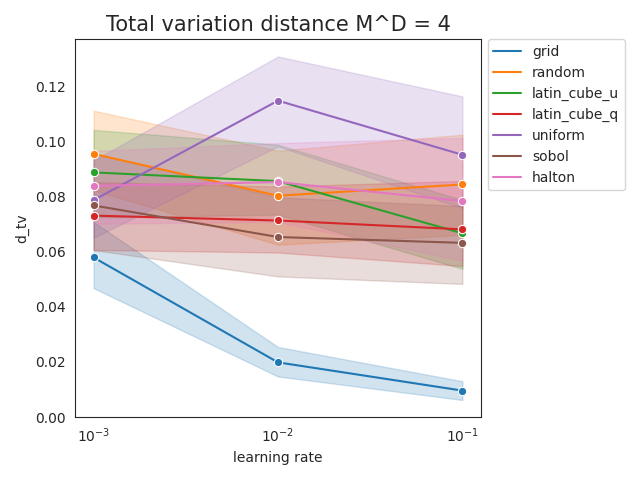 Total variation distance M^D = 4
grid
random
latin_cube_u
latin_cube_q
uniform
sobol
halton
d_tv
0.12
0.10
0.08
0.06
0.04
0.02
0.00
10⁻³ 10⁻² 10⁻¹
learning rate